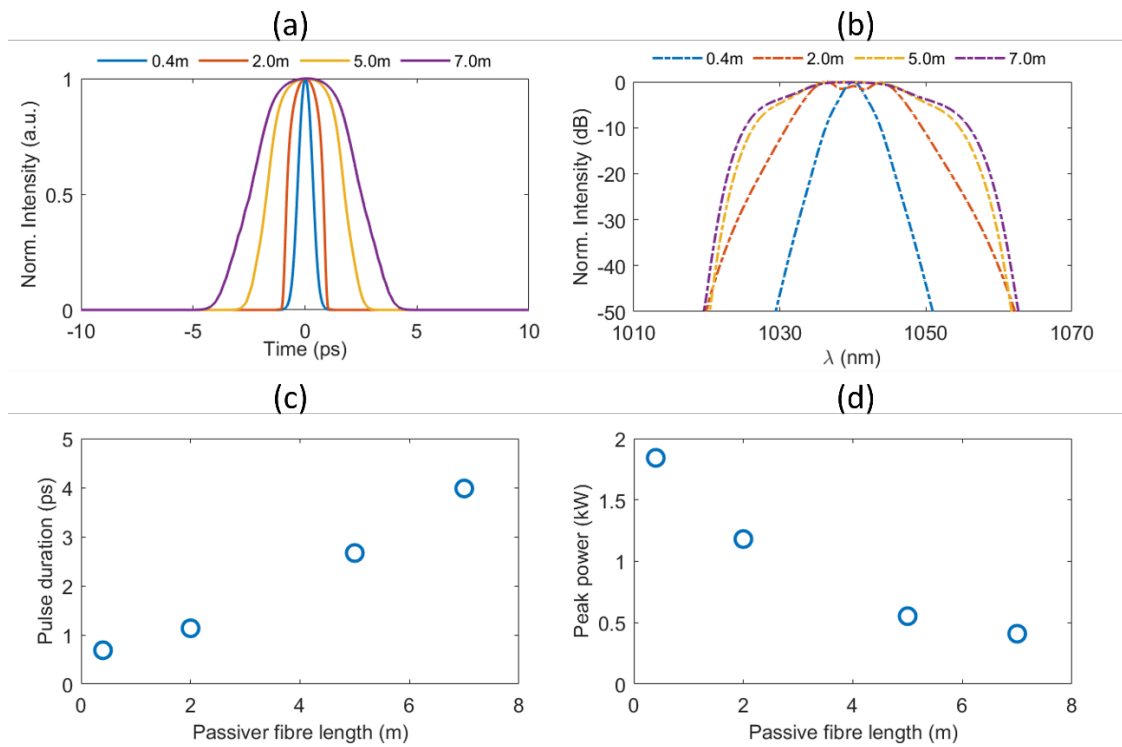 (a)
0.4m 2.0m 5.0m 7.0m
1
0.5
0
Norm. Intensity (a.u.)
-10 -5 0 5 10
Time (ps)
(b)
0.4m 2.0m 5.0m 7.0m
0
-10
-20
-30
-40
-50
Norm. Intensity (dB)
1010 1030 1050 1070
λ (nm)
(c)
5
4
3
2
1
0
Pulse duration (ps)
0 2 4 6 8
Passiver fibre length (m)
(d)
2
1.5
1
0.5
0
Peak power (kW)
0 2 4 6 8
Passive fibre length (m)